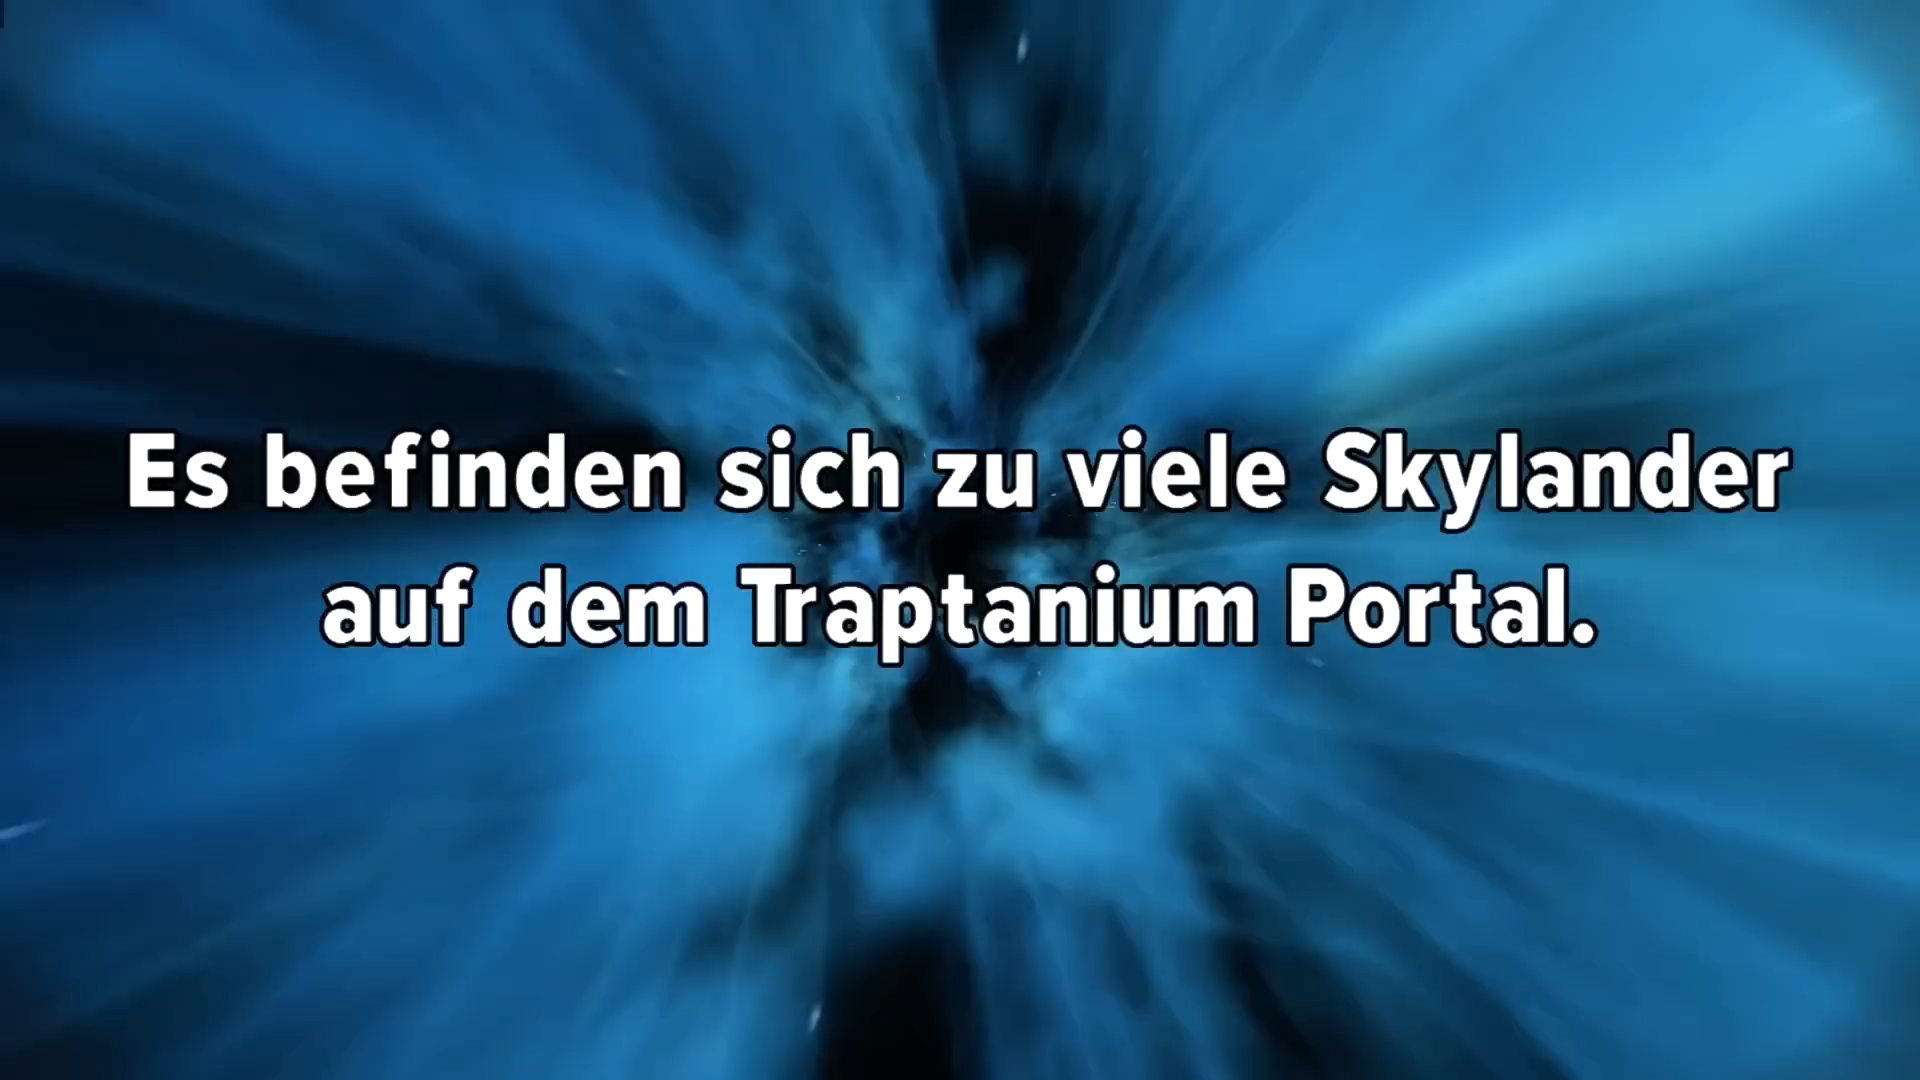 Es befinden sich zu viele Skylander
auf dem Traptanium Portal.